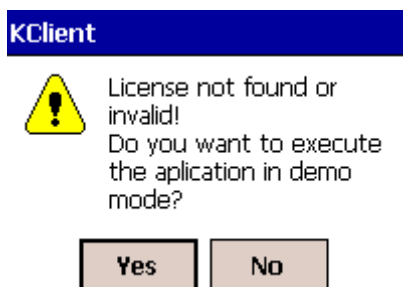 KClient
License not found or
invalid!
Do you want to execute
the aplication in demo
mode?
Yes No